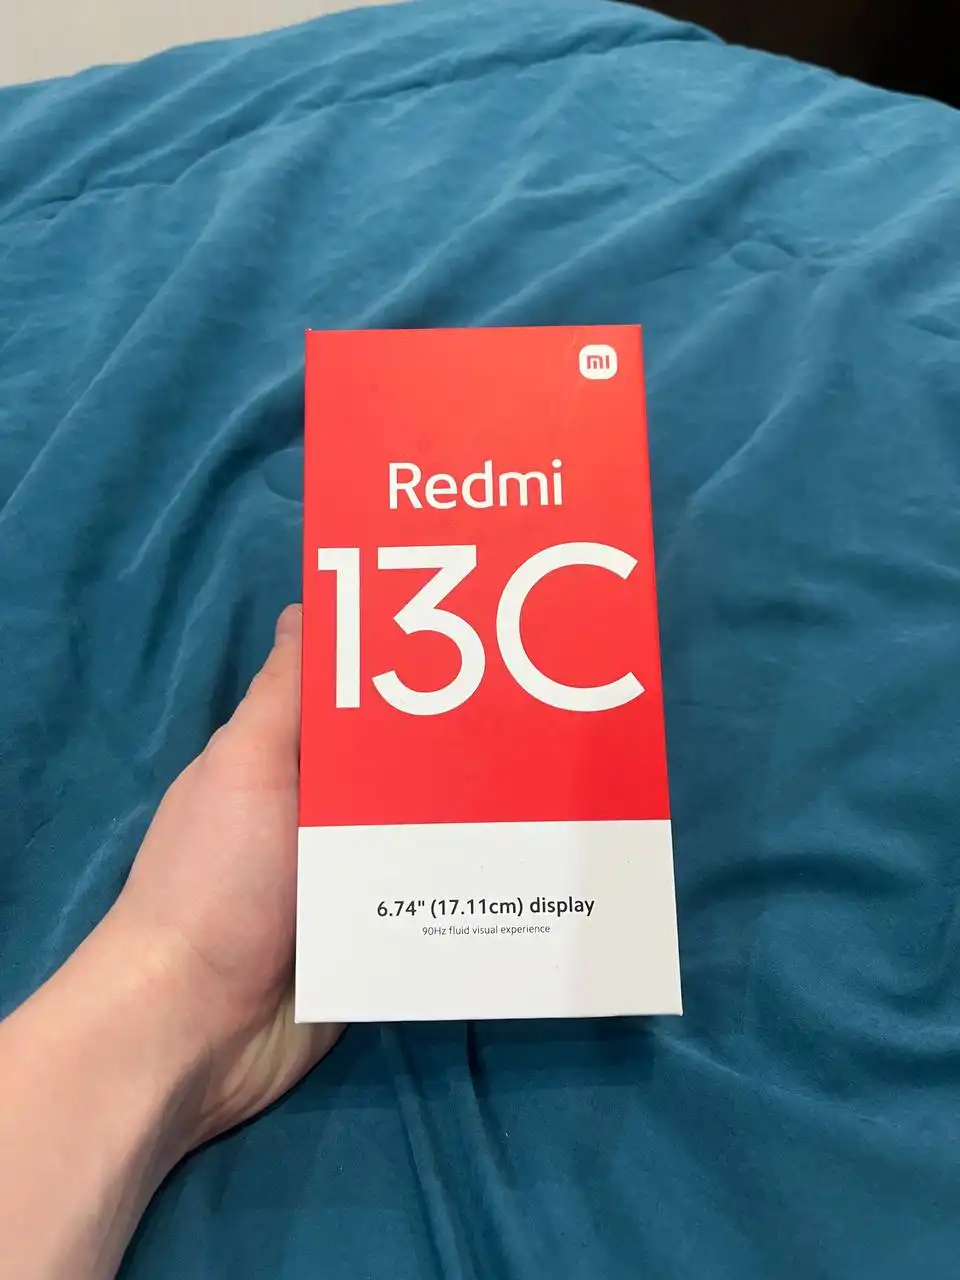 mi
Redmi
13C
6.74" (17.11cm) display
90Hz fluid visual experience